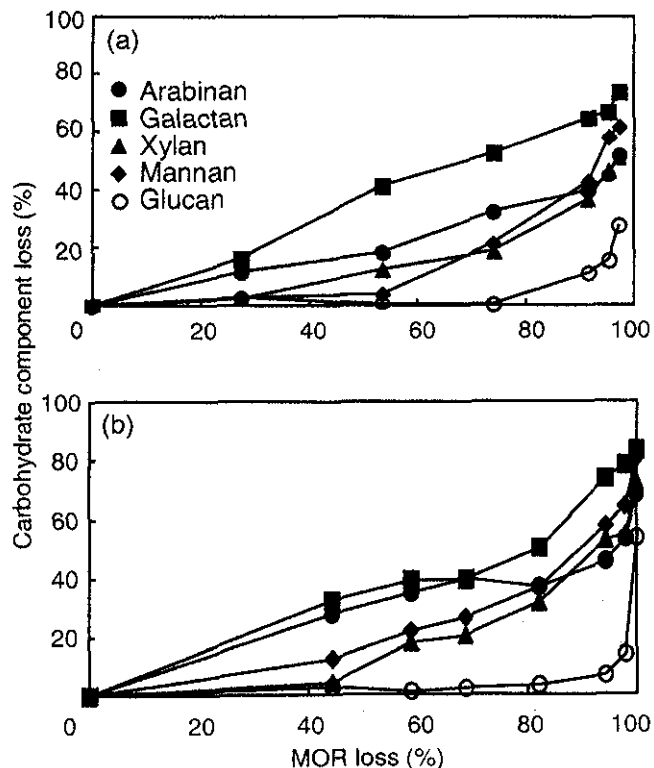 100
(a)
80
Arabinan
Galactan
60
Xylan
Mannan
40
Glucan
20
0 20 40 60 80 100
Carbohydrate component loss (%)
100
(b)
80
60
40
20
0 20 40 60 80 100
MOR loss (%)